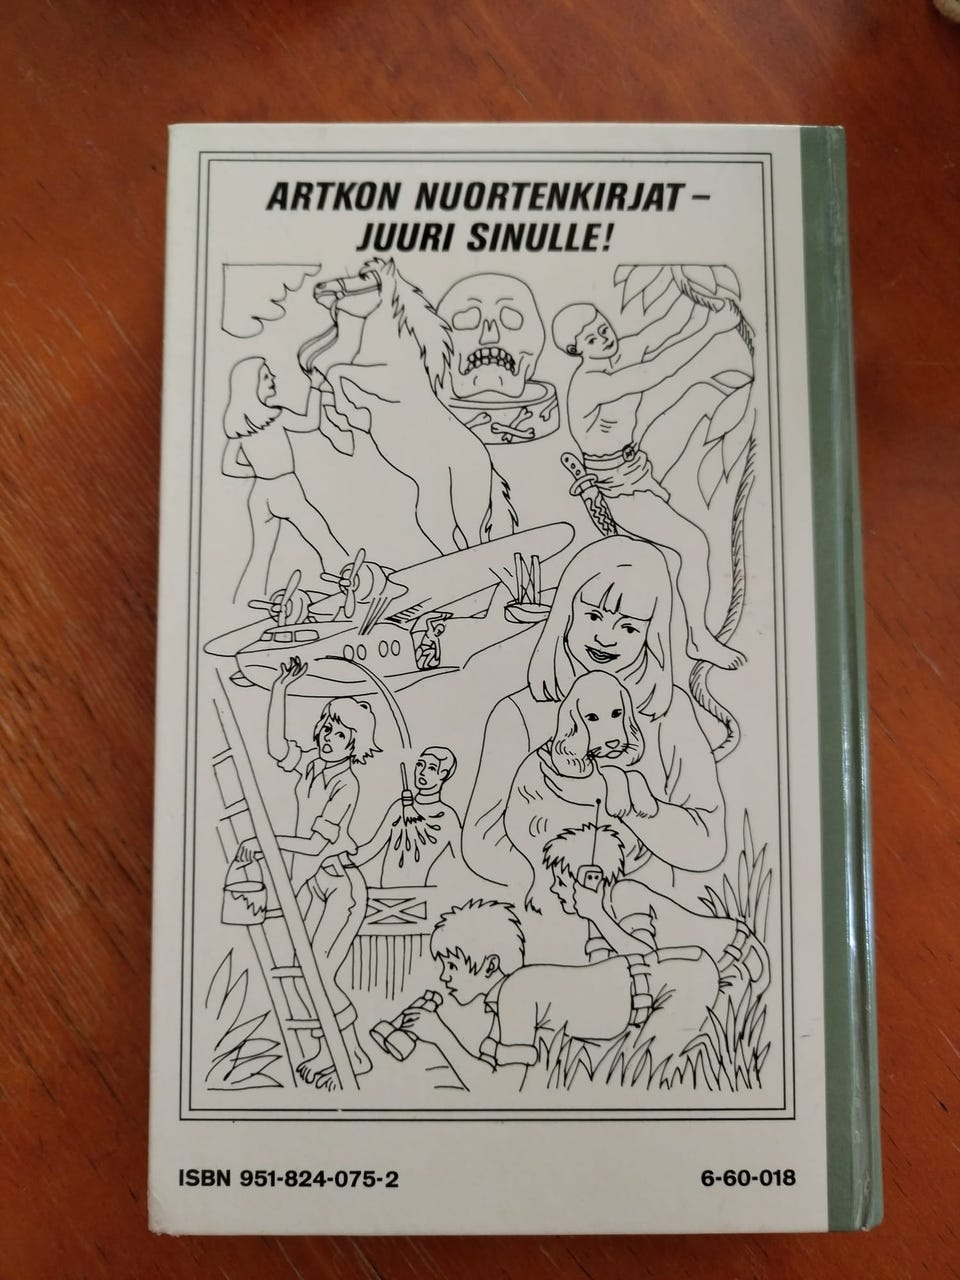 ARTKON NUORTENKIRJAT –
JUURI SINULLE!
ISBN 951-824-075-2
6-60-018